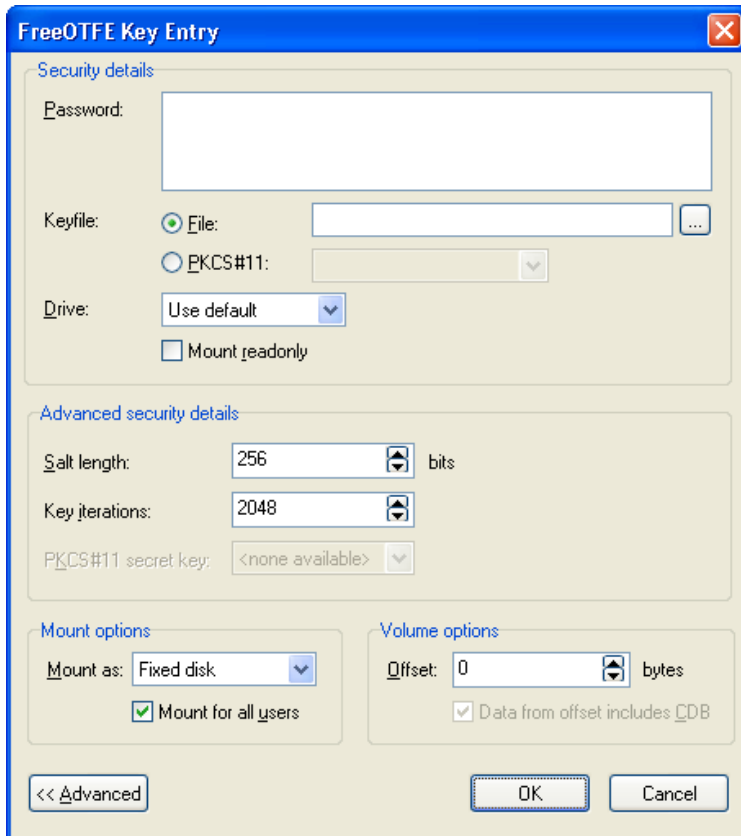 FreeOTFE Key Entry
Security details
Password:
Keyfile: File: ...
PKCS#11:
Drive: Use default
Mount readonly
Advanced security details
Salt length: 256 bits
Key iterations: 2048
PKCS#11 secret key: <none available>
Mount options
Mount as: Fixed disk
Mount for all users
Volume options
Offset: 0 bytes
Data from offset includes CDB
<< Advanced OK Cancel